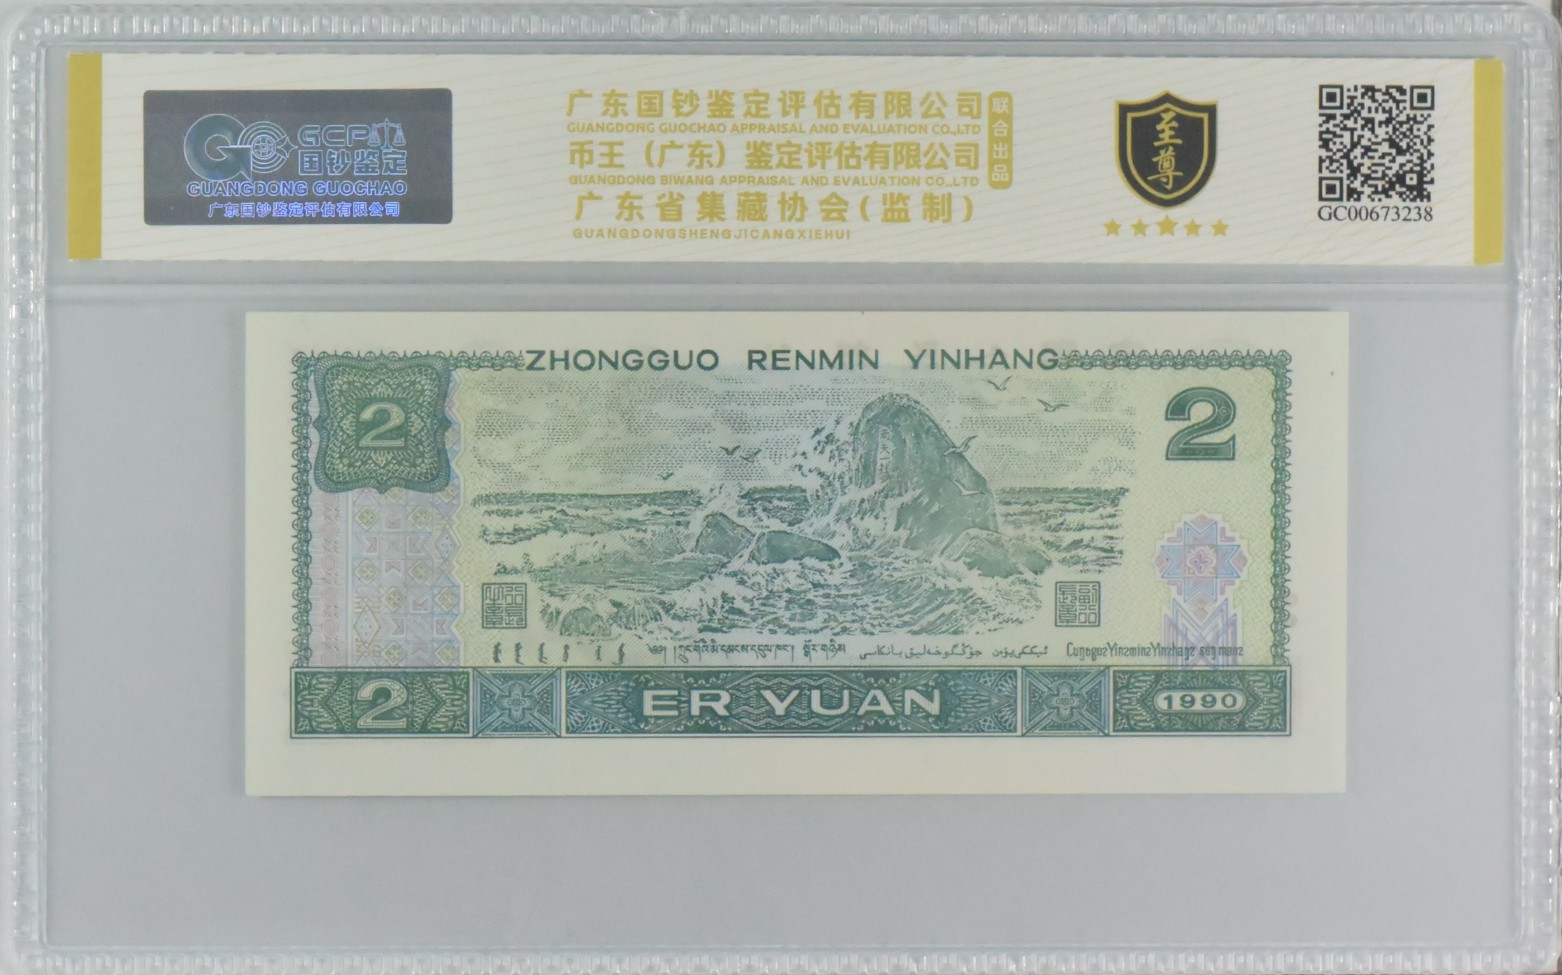 GCP
国钞鉴定
GUANGDONG GUOCHAO
广东国钞鉴定评估有限公司
广东国钞鉴定评估有限公司
GUANGDONG GUOCHAO APPRAISAL AND EVALUATION CO.,LTD
币王（广东）鉴定评估有限公司
GUANGDONG BIWANG APPRAISAL AND EVALUATION CO.,LTD
广东省集藏协会(监制)
GUANGDONGSHENGJICANGXIEHUI
联合出品
至尊
GC00673238
ZHONGGUO RENMIN YINHANG
2
2
2
ER YUAN
1990